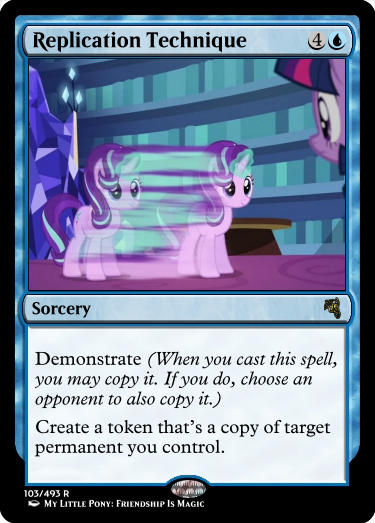 Replication Technique 4
Sorcery
Demonstrate (When you cast this spell,
you may copy it. If you do, choose an
opponent to also copy it.)
Create a token that's a copy of target
permanent you control.
103/493 R
My Little Pony: Friendship Is Magic